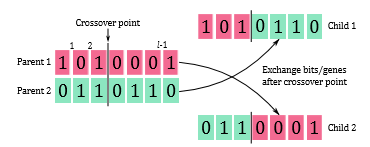 Crossover point
1 2 l-1
Parent 1 1 0 1 0 0 0 1
Parent 2 0 1 1 0 1 1 0
1 0 1 0 1 1 0 Child 1
Exchange bits/genes
after crossover point
0 1 1 0 0 0 1 Child 2